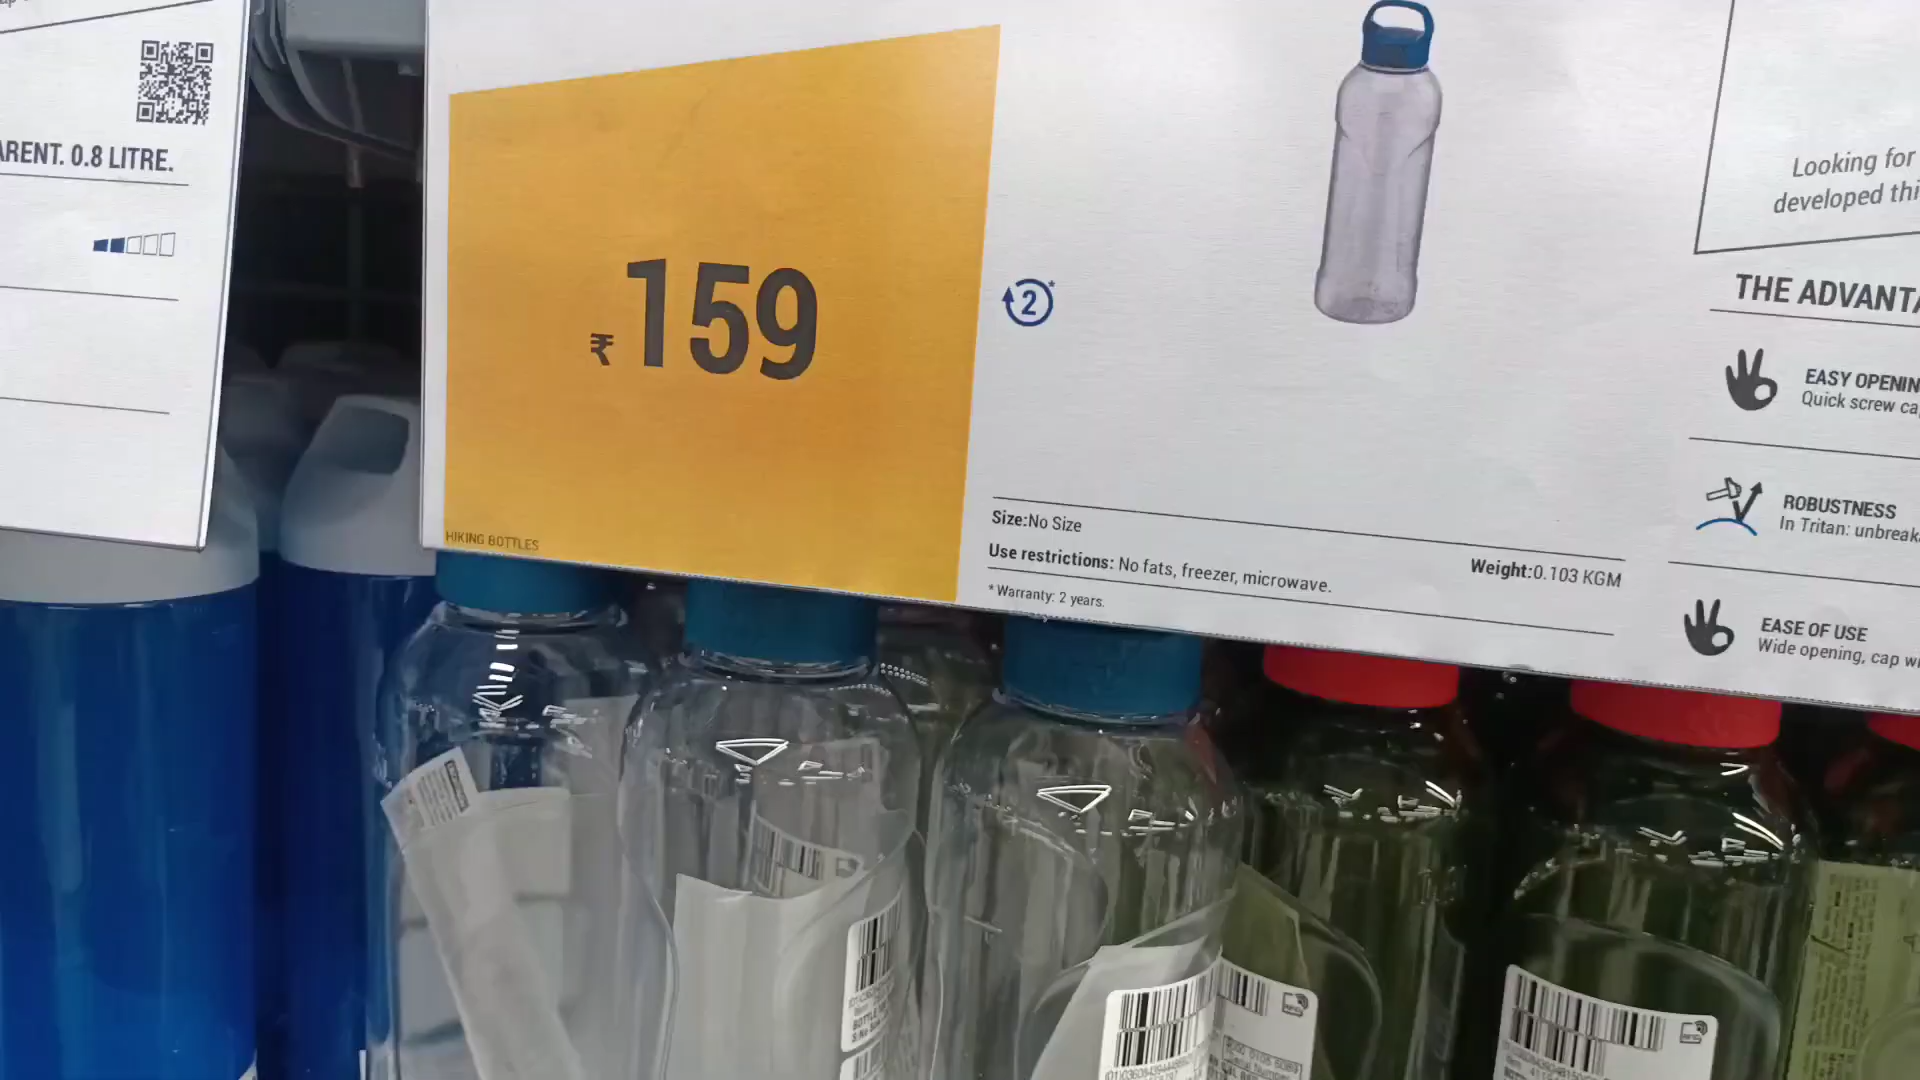 ARENT. 0.8 LITRE.
₹ 159
HIKING BOTTLES
2*
Size:No Size
Use restrictions: No fats, freezer, microwave.
Weight:0.103 KGM
* Warranty: 2 years.
Looking for
developed thi
THE ADVANTA
EASY OPENIN
Quick screw ca
ROBUSTNESS
In Tritan: unbreak
EASE OF USE
Wide opening, cap wi